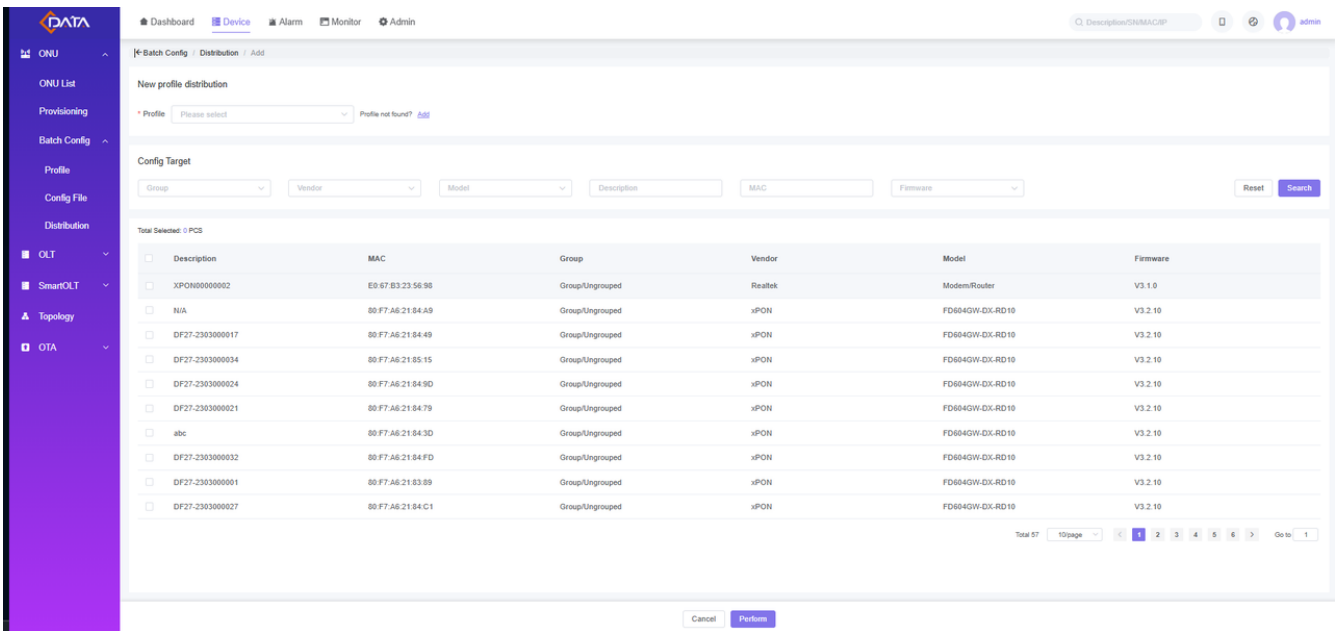 DATA
Dashboard Device Alarm Monitor Admin Description/SN/MAC/IP admin
ONU
ONU List
Provisioning
Batch Config
Profile
Config File
Distribution
OLT
SmartOLT
Topology
OTA
Batch Config / Distribution / Add
New profile distribution
* Profile Please select Profile not found? Add
Config Target
Group Vendor Model Description MAC Firmware Reset Search
Total Selected: 0 PCS
Description MAC Group Vendor Model Firmware
XPON00000002 E0:67:B3:23:56:98 Group/Ungrouped Realtek Modem/Router V3.1.0
N/A 80:F7:A6:21:84:A9 Group/Ungrouped xPON FD604GW-DX-RD10 V3.2.10
DF27-2303000017 80:F7:A6:21:84:49 Group/Ungrouped xPON FD604GW-DX-RD10 V3.2.10
DF27-2303000034 80:F7:A6:21:85:15 Group/Ungrouped xPON FD604GW-DX-RD10 V3.2.10
DF27-2303000024 80:F7:A6:21:84:9D Group/Ungrouped xPON FD604GW-DX-RD10 V3.2.10
DF27-2303000021 80:F7:A6:21:84:79 Group/Ungrouped xPON FD604GW-DX-RD10 V3.2.10
abc 80:F7:A6:21:84:3D Group/Ungrouped xPON FD604GW-DX-RD10 V3.2.10
DF27-2303000032 80:F7:A6:21:84:FD Group/Ungrouped xPON FD604GW-DX-RD10 V3.2.10
DF27-2303000001 80:F7:A6:21:83:89 Group/Ungrouped xPON FD604GW-DX-RD10 V3.2.10
DF27-2303000027 80:F7:A6:21:84:C1 Group/Ungrouped xPON FD604GW-DX-RD10 V3.2.10
Total 57 10/page < 1 2 3 4 5 6 > Go to 1
Cancel Perform